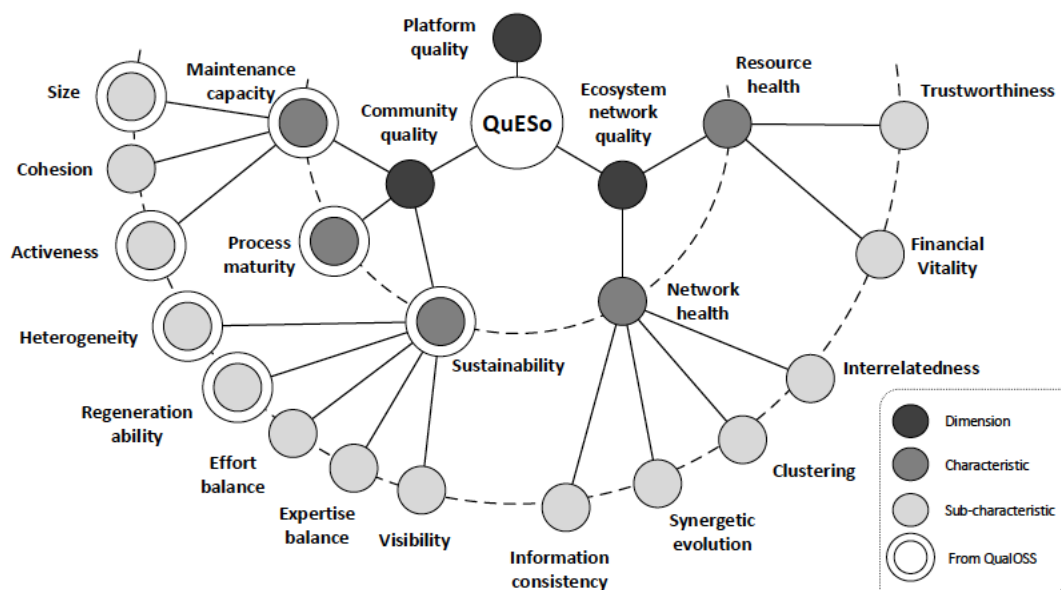 Platform
quality
QuESo
Community
quality
Ecosystem
network
quality
Maintenance
capacity
Size
Cohesion
Activeness
Process
maturity
Sustainability
Heterogeneity
Regeneration
ability
Effort
balance
Expertise
balance
Visibility
Resource
health
Trustworthiness
Financial
Vitality
Network
health
Interrelatedness
Clustering
Synergetic
evolution
Information
consistency
Dimension
Characteristic
Sub-characteristic
From QualOSS